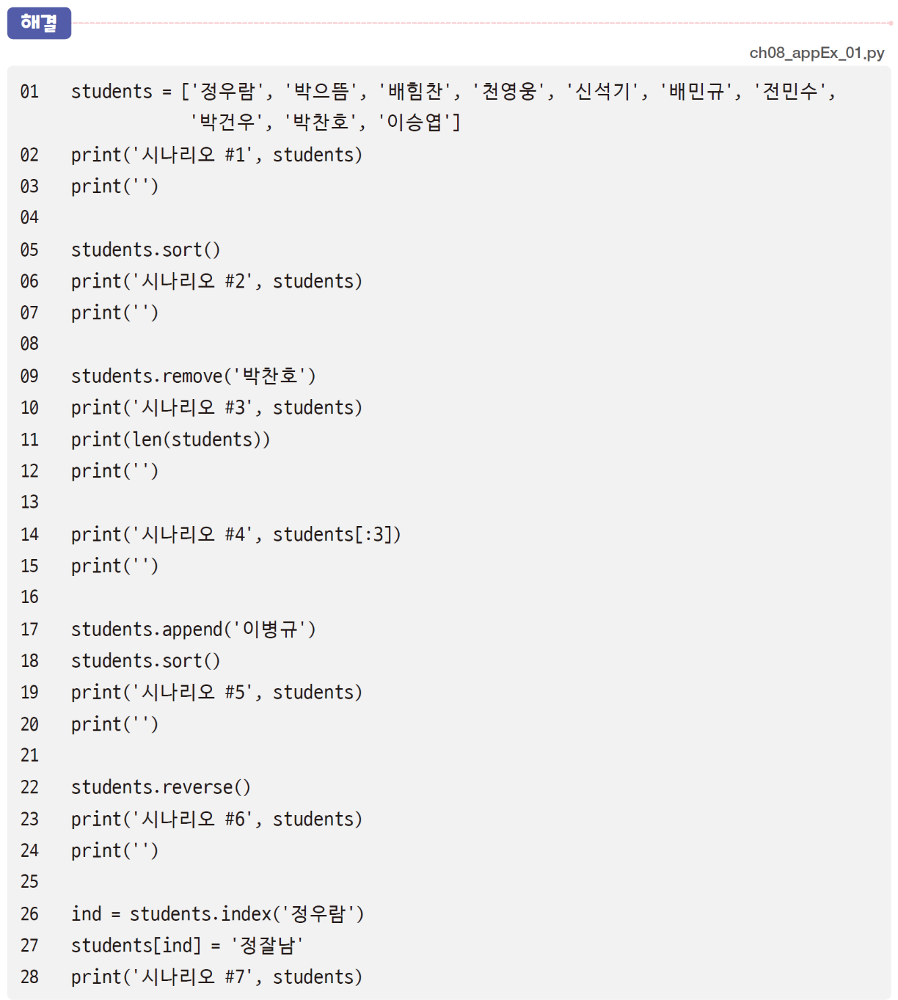 해결
ch08_appEx_01.py
01 students = ['정우람', '박으뜸', '배힘찬', '천영웅', '신석기', '배민규', '전민수',
'박건우', '박찬호', '이승엽']
02 print('시나리오 #1', students)
03 print('')
04
05 students.sort()
06 print('시나리오 #2', students)
07 print('')
08
09 students.remove('박찬호')
10 print('시나리오 #3', students)
11 print(len(students))
12 print('')
13
14 print('시나리오 #4', students[:3])
15 print('')
16
17 students.append('이병규')
18 students.sort()
19 print('시나리오 #5', students)
20 print('')
21
22 students.reverse()
23 print('시나리오 #6', students)
24 print('')
25
26 ind = students.index('정우람')
27 students[ind] = '정잘남'
28 print('시나리오 #7', students)